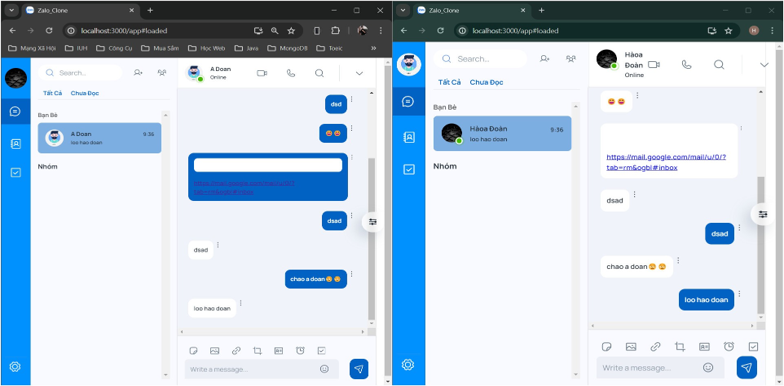 Zalo_Clone
localhost:3000/app#loaded
Mạng Xã Hội
IUH
Công Cụ
Mua Sắm
Học Web
Java
MongoDB
Toeic
Search...
Tất Cả
Chưa Đọc
Bạn Bè
A Doan
9:36
loo hao doan
Nhóm
A Doan
Online
dsd
https://mail.google.com/mail/u/0/?
tab=rm&ogbl#inbox
dsad
dsad
chao a doan
loo hao doan
Write a message...
Zalo_Clone
localhost:3000/app#loaded
H
Search...
Tất Cả
Chưa Đọc
Bạn Bè
Hàoa Đoàn
9:36
loo hao doan
Nhóm
Hàoa
Đoàn
Online
https://mail.google.com/mail/u/0/?
tab=rm&ogbl#inbox
dsad
dsad
chao a doan
loo hao doan
Write a message...